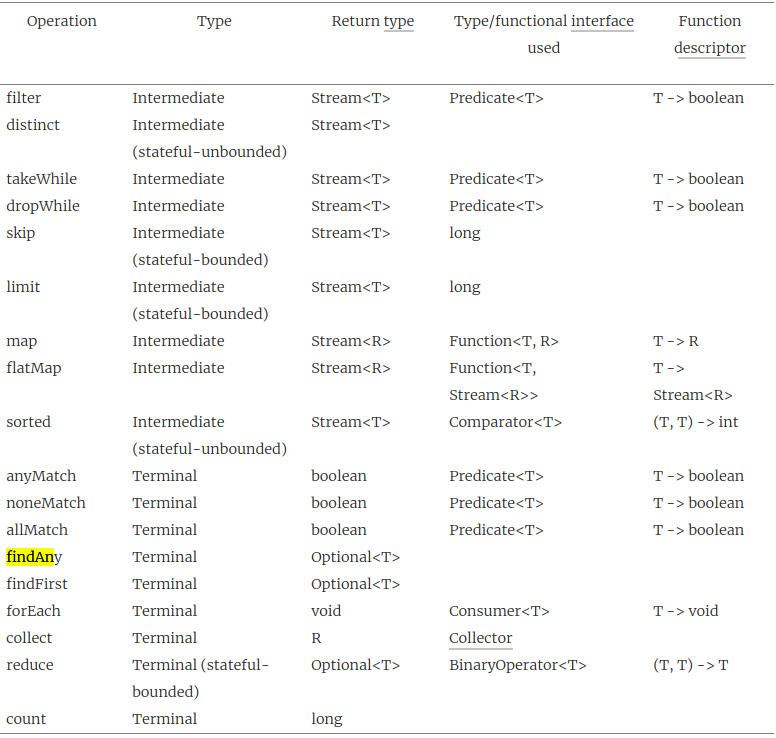 Operation Type Return type Type/functional interface Function
used descriptor
filter Intermediate Stream<T> Predicate<T> T -> boolean
distinct Intermediate Stream<T>
(stateful-unbounded)
takeWhile Intermediate Stream<T> Predicate<T> T -> boolean
dropWhile Intermediate Stream<T> Predicate<T> T -> boolean
skip Intermediate Stream<T> long
(stateful-bounded)
limit Intermediate Stream<T> long
(stateful-bounded)
map Intermediate Stream<R> Function<T, R> T -> R
flatMap Intermediate Stream<R> Function<T, T ->
Stream<R>> Stream<R>
sorted Intermediate Stream<T> Comparator<T> (T, T) -> int
(stateful-unbounded)
anyMatch Terminal boolean Predicate<T> T -> boolean
noneMatch Terminal boolean Predicate<T> T -> boolean
allMatch Terminal boolean Predicate<T> T -> boolean
findAny Terminal Optional<T>
findFirst Terminal Optional<T>
forEach Terminal void Consumer<T> T -> void
collect Terminal R Collector
reduce Terminal (stateful- Optional<T> BinaryOperator<T> (T, T) -> T
bounded)
count Terminal long